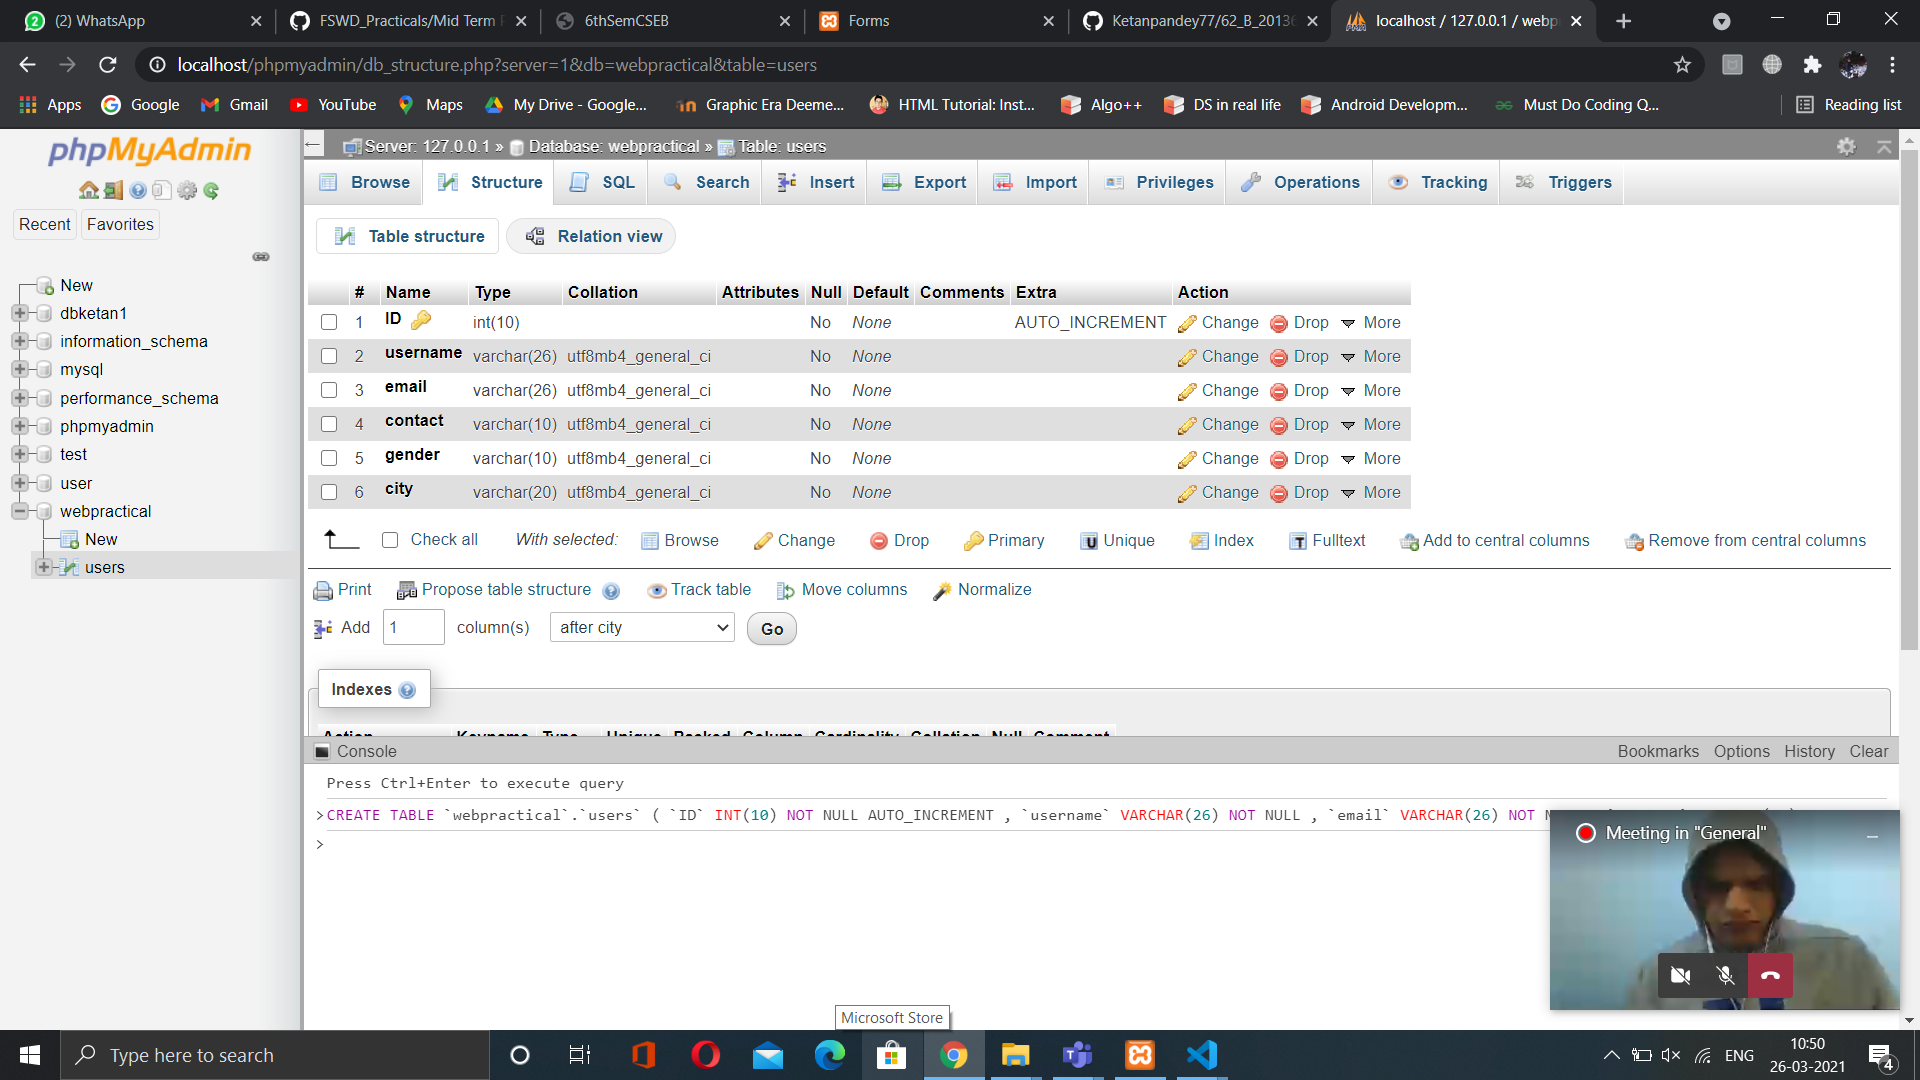 (2) WhatsApp
FSWD_Practicals/Mid Term
6thSemCSEB
Forms
Ketanpandey77/62_B_2013
localhost / 127.0.0.1 / webp
localhost/phpmyadmin/db_structure.php?server=1&db=webpractical&table=users
Apps
Google
Gmail
YouTube
Maps
My Drive - Google...
Graphic Era Deeme...
HTML Tutorial: Inst...
Algo++
DS in real life
Android Developm...
Must Do Coding Q...
Reading list
phpMyAdmin
Recent
Favorites
New
dbketan1
information_schema
mysql
performance_schema
phpmyadmin
test
user
webpractical
New
users
Server: 127.0.0.1 » Database: webpractical » Table: users
Browse Structure SQL Search Insert Export Import Privileges Operations Tracking Triggers
Table structure Relation view
# Name Type Collation Attributes Null Default Comments Extra Action
1 ID int(10) No None AUTO_INCREMENT Change Drop More
2 username varchar(26) utf8mb4_general_ci No None Change Drop More
3 email varchar(26) utf8mb4_general_ci No None Change Drop More
4 contact varchar(10) utf8mb4_general_ci No None Change Drop More
5 gender varchar(10) utf8mb4_general_ci No None Change Drop More
6 city varchar(20) utf8mb4_general_ci No None Change Drop More
Check all With selected: Browse Change Drop Primary Unique Index Fulltext Add to central columns Remove from central columns
Print Propose table structure Track table Move columns Normalize
Add 1 column(s) after city Go
Indexes
Action Keyname Type Unique Packed Column Cardinality Collation Null Comment
Console Bookmarks Options History Clear
Press Ctrl+Enter to execute query
>CREATE TABLE `webpractical`.`users` ( `ID` INT(10) NOT NULL AUTO_INCREMENT , `username` VARCHAR(26) NOT NULL , `email` VARCHAR(26) NOT
>
Meeting in "General"
Microsoft Store
Type here to search
ENG
10:50
26-03-2021
4